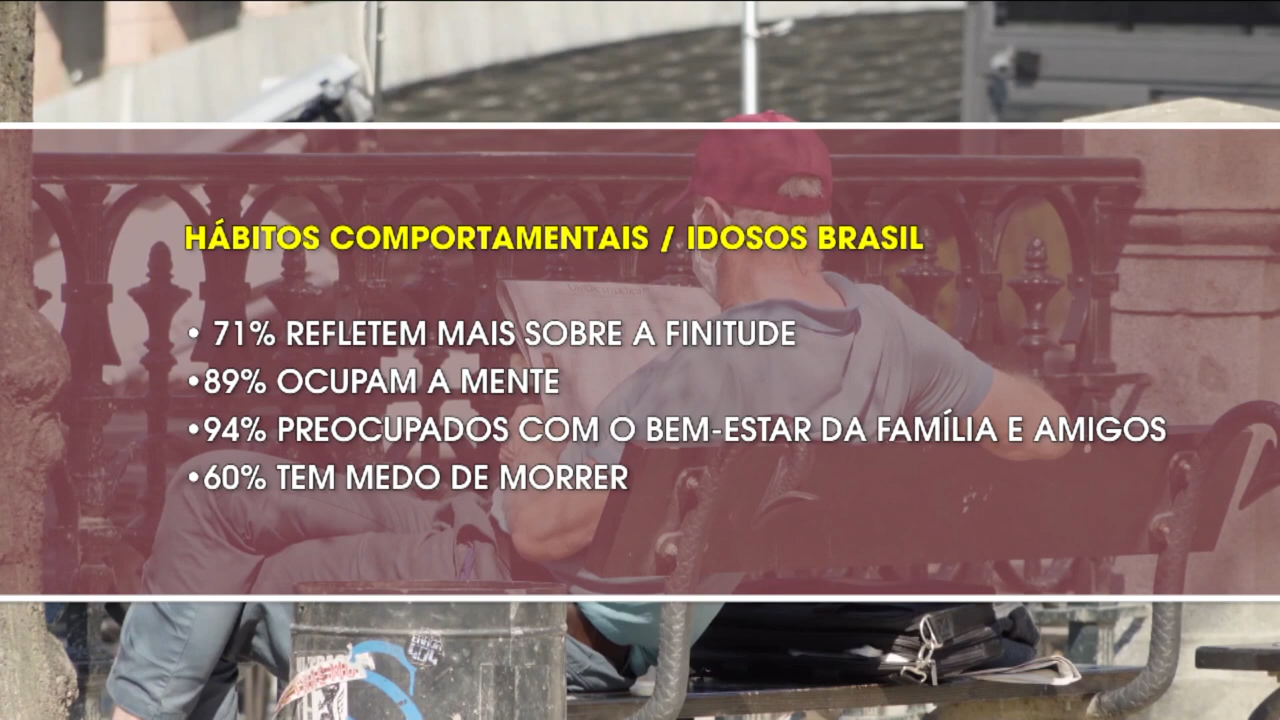 HÁBITOS COMPORTAMENTAIS / IDOSOS BRASIL
• 71% REFLETEM MAIS SOBRE A FINITUDE
•89% OCUPAM A MENTE
•94% PREOCUPADOS COM O BEM-ESTAR DA FAMÍLIA E AMIGOS
•60% TEM MEDO DE MORRER